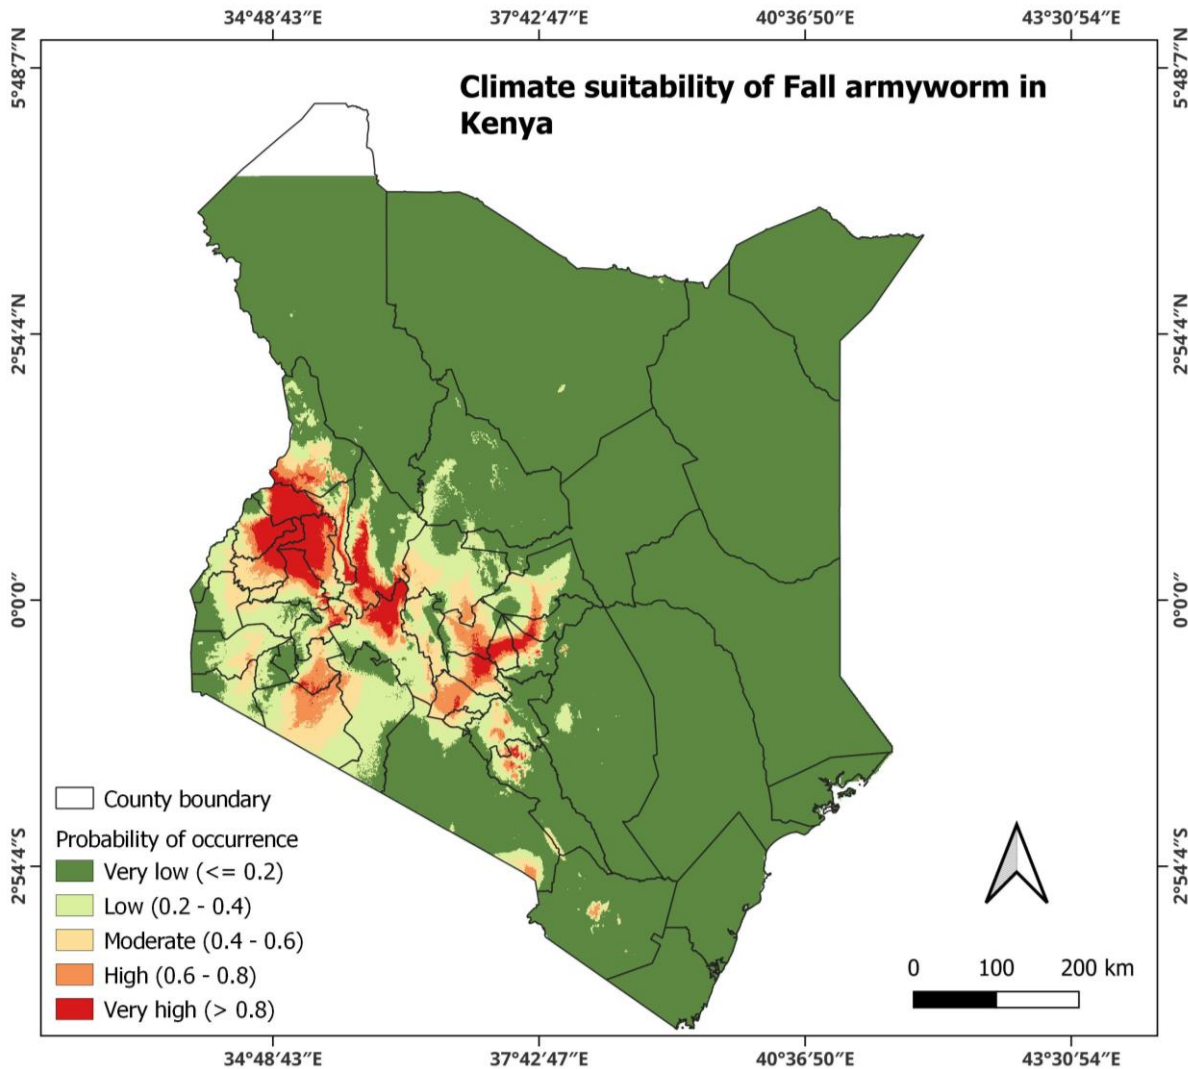 34°48′43″E 37°42′47″E 40°36′50″E 43°30′54″E
5°48′7″N
5°48′7″N
Climate suitability of Fall armyworm in
Kenya
2°54′4″N
2°54′4″N
0°0′0″
0°0′0″
County boundary
Probability of occurrence
Very low (<= 0.2)
Low (0.2 - 0.4)
Moderate (0.4 - 0.6)
High (0.6 - 0.8)
Very high (> 0.8)
2°54′4″S
2°54′4″S
0 100 200 km
34°48′43″E 37°42′47″E 40°36′50″E 43°30′54″E